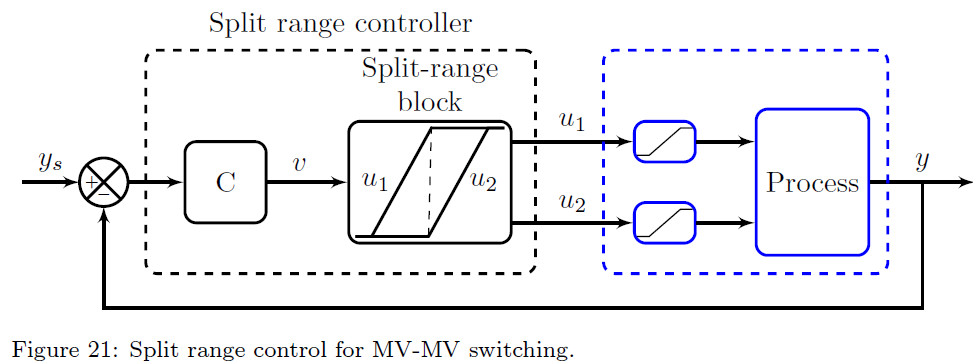 Split range controller
Split-range
block
y_s
+
−
C
v
u_1
u_2
u_1
u_2
Process
y
Figure 21: Split range control for MV-MV switching.